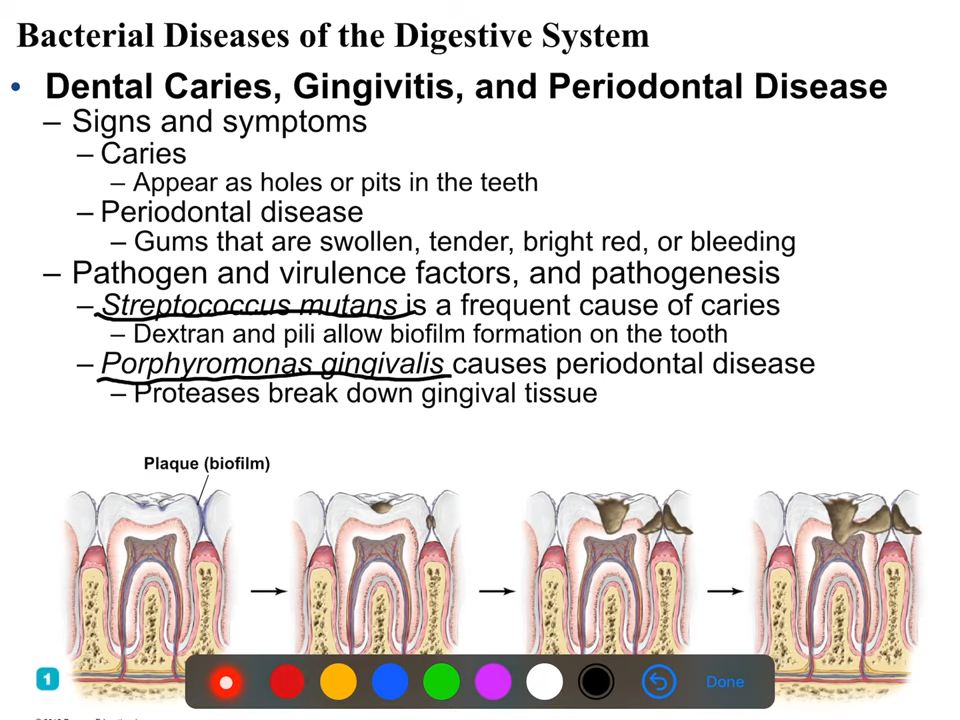 Bacterial Diseases of the Digestive System
• Dental Caries, Gingivitis, and Periodontal Disease
– Signs and symptoms
– Caries
– Appear as holes or pits in the teeth
– Periodontal disease
– Gums that are swollen, tender, bright red, or bleeding
– Pathogen and virulence factors, and pathogenesis
– Streptococcus mutans is a frequent cause of caries
– Dextran and pili allow biofilm formation on the tooth
– Porphyromonas gingivalis causes periodontal disease
– Proteases break down gingival tissue
Plaque (biofilm)
1
Done